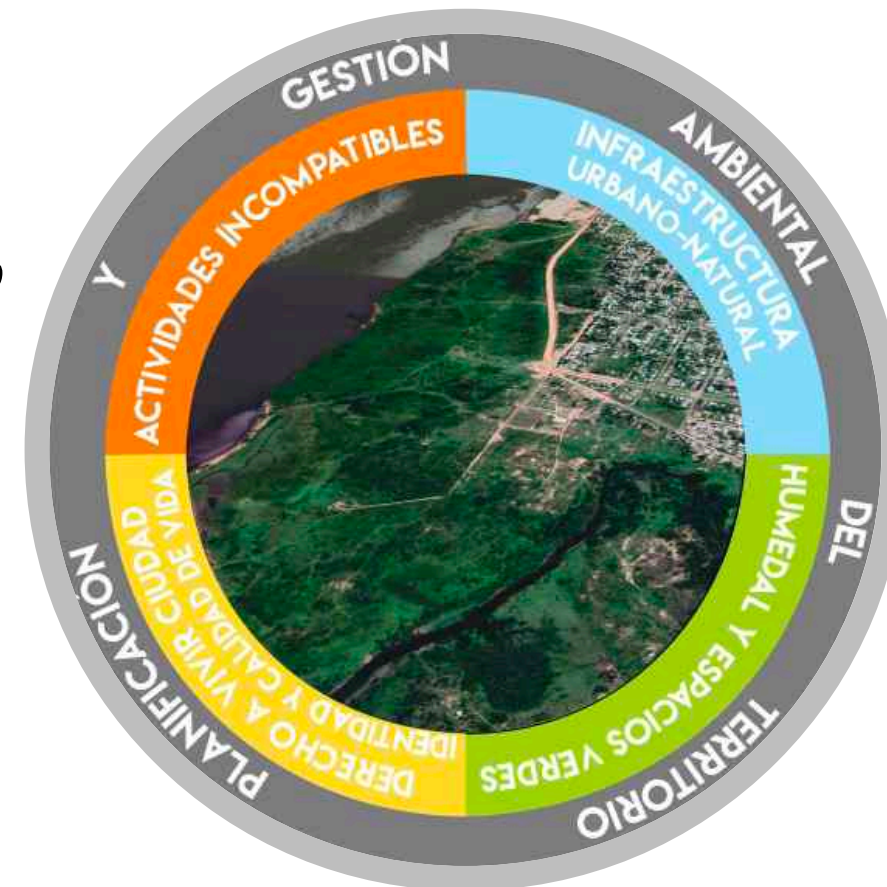 PLANIFICACIÓN Y GESTIÓN AMBIENTAL DEL TERRITORIO
ACTIVIDADES INCOMPATIBLES
INFRAESTRUCTURA
URBANO-NATURAL
HUMEDAL Y ESPACIOS VERDES
DERECHO A VIVIR CIUDAD
IDENTIDAD Y CALIDAD DE VIDA